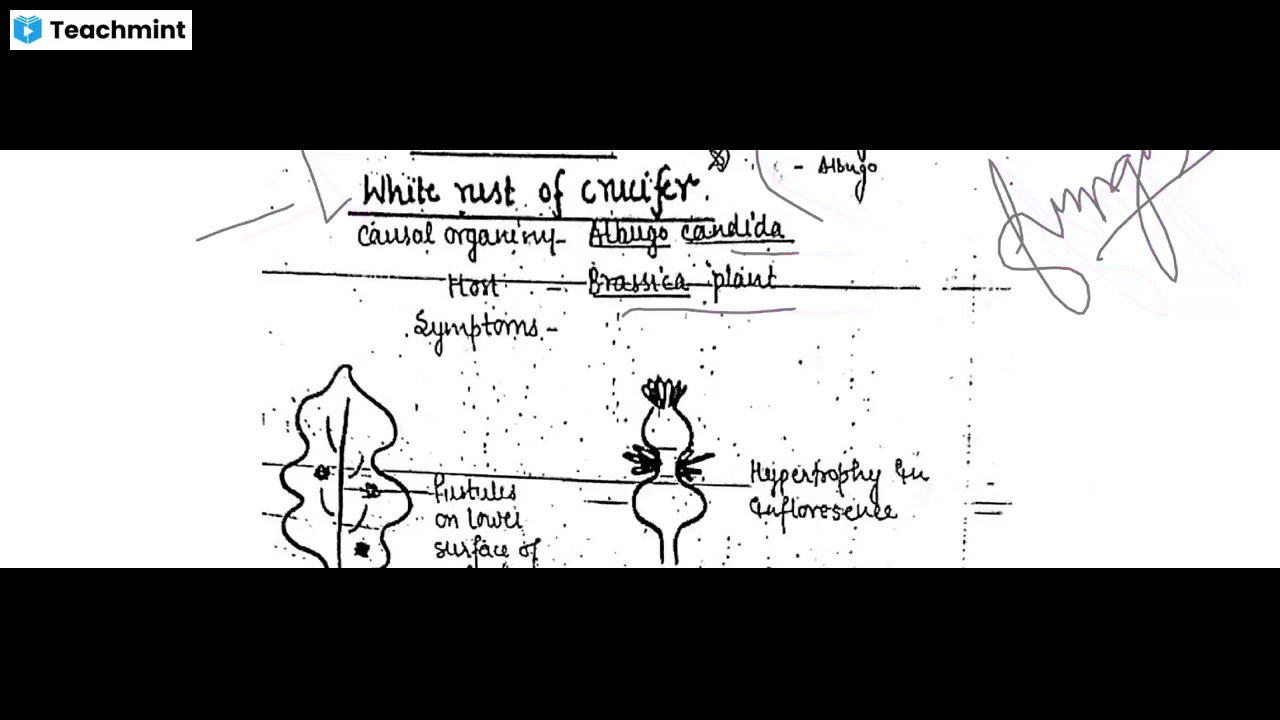 Teachmint
- Albugo
White rust of crucifer.
Causal organism- Albugo candida
Host - Brassica plant
Symptoms -
Pustules
on lower
surface of
Hypertrophy in
Infloresence